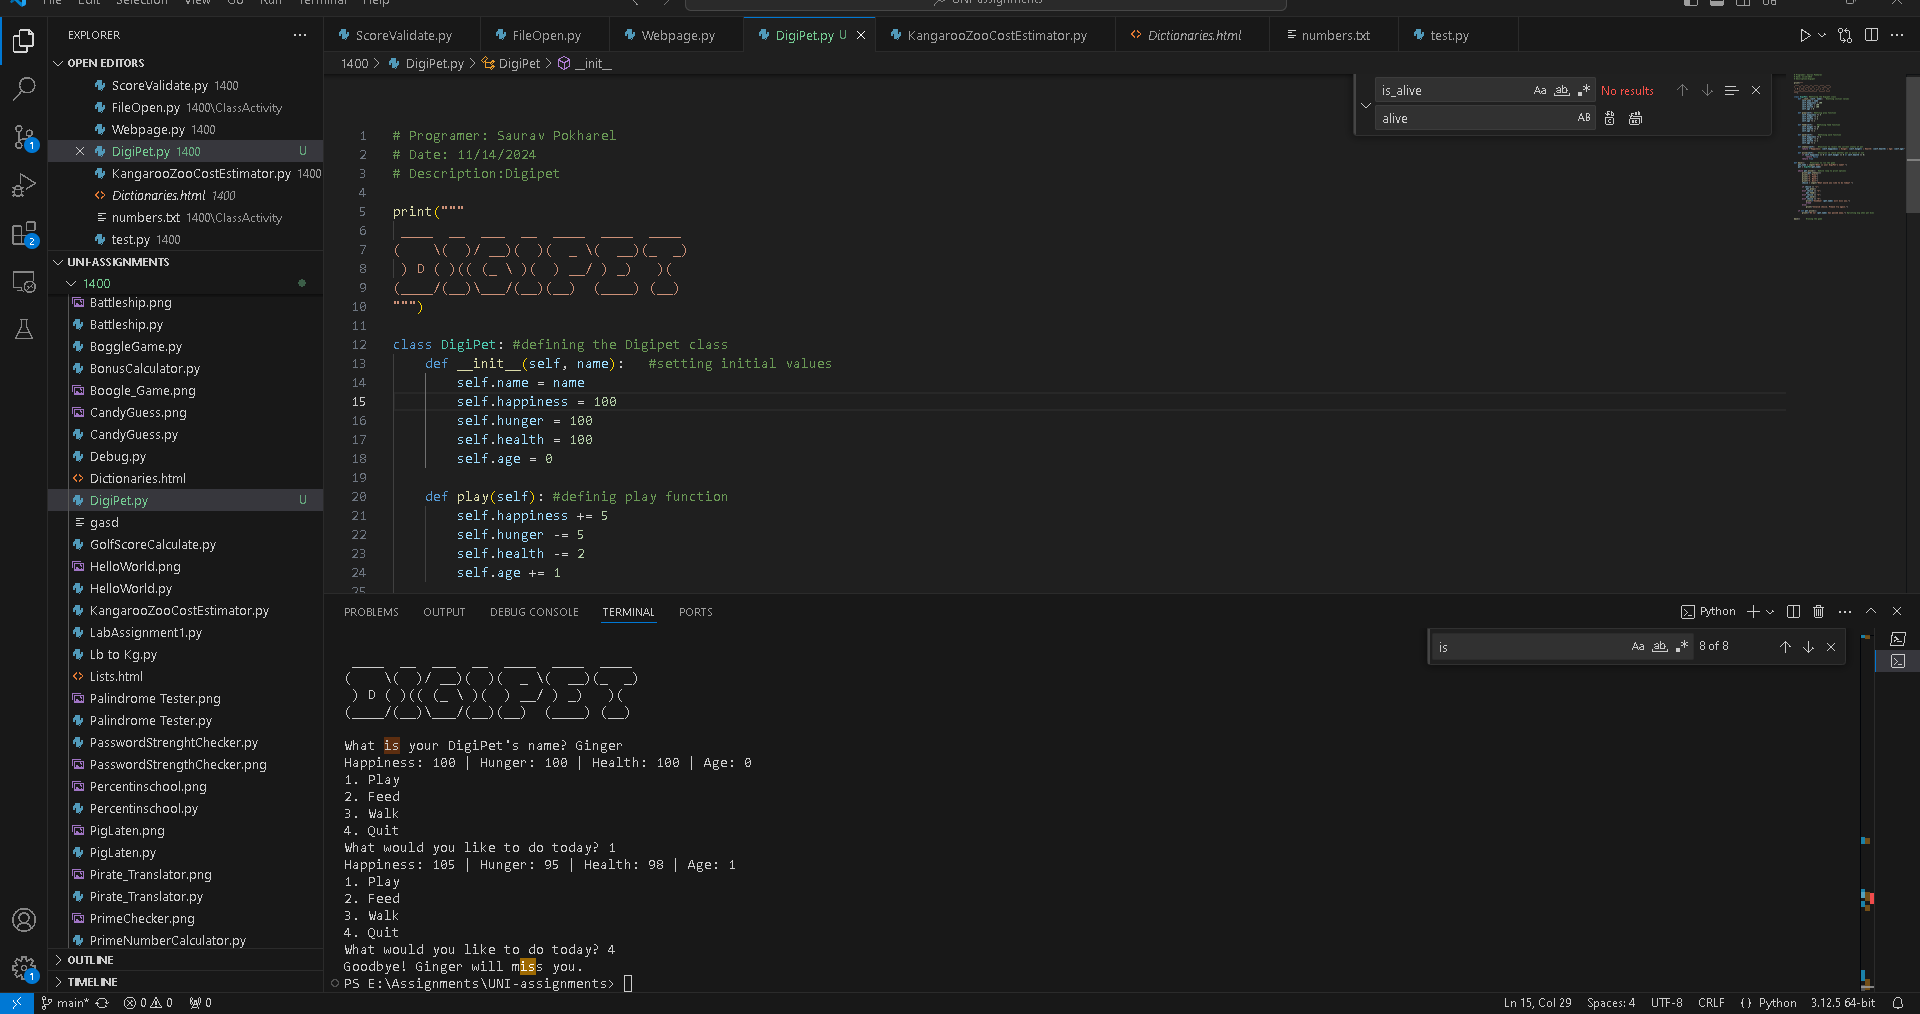 File Edit Selection View Go Run Terminal Help
UNI-assignments
EXPLORER
OPEN EDITORS
ScoreValidate.py 1400
FileOpen.py 1400\ClassActivity
Webpage.py 1400
DigiPet.py 1400 U
KangarooZooCostEstimator.py 1400
Dictionaries.html 1400
numbers.txt 1400\ClassActivity
test.py 1400
UNI-ASSIGNMENTS
1400
Battleship.png
Battleship.py
BoggleGame.py
BonusCalculator.py
Boogle_Game.png
CandyGuess.png
CandyGuess.py
Debug.py
Dictionaries.html
DigiPet.py U
gasd
GolfScoreCalculate.py
HelloWorld.png
HelloWorld.py
KangarooZooCostEstimator.py
LabAssignment1.py
Lb to Kg.py
Lists.html
Palindrome Tester.png
Palindrome Tester.py
PasswordStrenghtChecker.py
PasswordStrengthChecker.png
Percentinschool.png
Percentinschool.py
PigLaten.png
PigLaten.py
Pirate_Translator.png
Pirate_Translator.py
PrimeChecker.png
PrimeNumberCalculator.py
OUTLINE
TIMELINE
ScoreValidate.py FileOpen.py Webpage.py DigiPet.py U KangarooZooCostEstimator.py Dictionaries.html numbers.txt test.py
1400 > DigiPet.py > DigiPet > __init__
is_alive Aa ab .* No results
alive AB
1 # Programer: Saurav Pokharel
2 # Date: 11/14/2024
3 # Description:Digipet
4
5 print("""
6  ____  __  ___  __  ____  ____  ____
7 (    \(  )/ __)(  )(  _ \(  __)(_  _)
8  ) D ( )(( (_ \ )(  ) __/ ) _)   )(
9 (____/(__)\___/(__)(__)  (____) (__)
10 """)
11
12 class DigiPet: #defining the Digipet class
13 def __init__(self, name):   #setting initial values
14 self.name = name
15 self.happiness = 100
16 self.hunger = 100
17 self.health = 100
18 self.age = 0
19
20 def play(self): #definig play function
21 self.happiness += 5
22 self.hunger -= 5
23 self.health -= 2
24 self.age += 1
25
PROBLEMS OUTPUT DEBUG CONSOLE TERMINAL PORTS
Python
is Aa ab .* 8 of 8
 ____  __  ___  __  ____  ____  ____
(    \(  )/ __)(  )(  _ \(  __)(_  _)
 ) D ( )(( (_ \ )(  ) __/ ) _)   )(
(____/(__)\___/(__)(__)  (____) (__)
What is your DigiPet's name? Ginger
Happiness: 100 | Hunger: 100 | Health: 100 | Age: 0
1. Play
2. Feed
3. Walk
4. Quit
What would you like to do today? 1
Happiness: 105 | Hunger: 95 | Health: 98 | Age: 1
1. Play
2. Feed
3. Walk
4. Quit
What would you like to do today? 4
Goodbye! Ginger will miss you.
PS E:\Assignments\UNI-assignments>
main* 0 0 0
Ln 15, Col 29 Spaces: 4 UTF-8 CRLF {} Python 3.12.5 64-bit